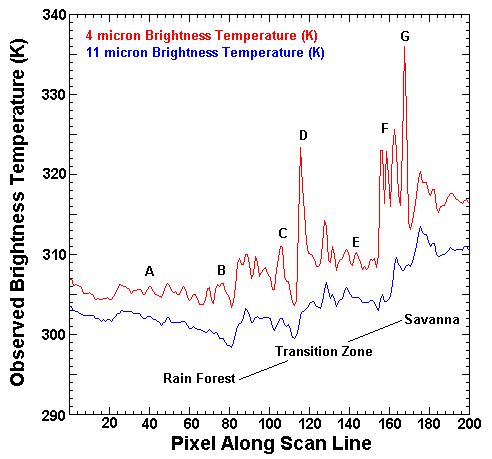 340
4 micron Brightness Temperature (K)
11 micron Brightness Temperature (K)
G
330
F
D
320
C
E
B
A
310
300
Savanna
Transition Zone
Rain Forest
290
Observed Brightness Temperature (K)
0 20 40 60 80 100 120 140 160 180 200
Pixel Along Scan Line